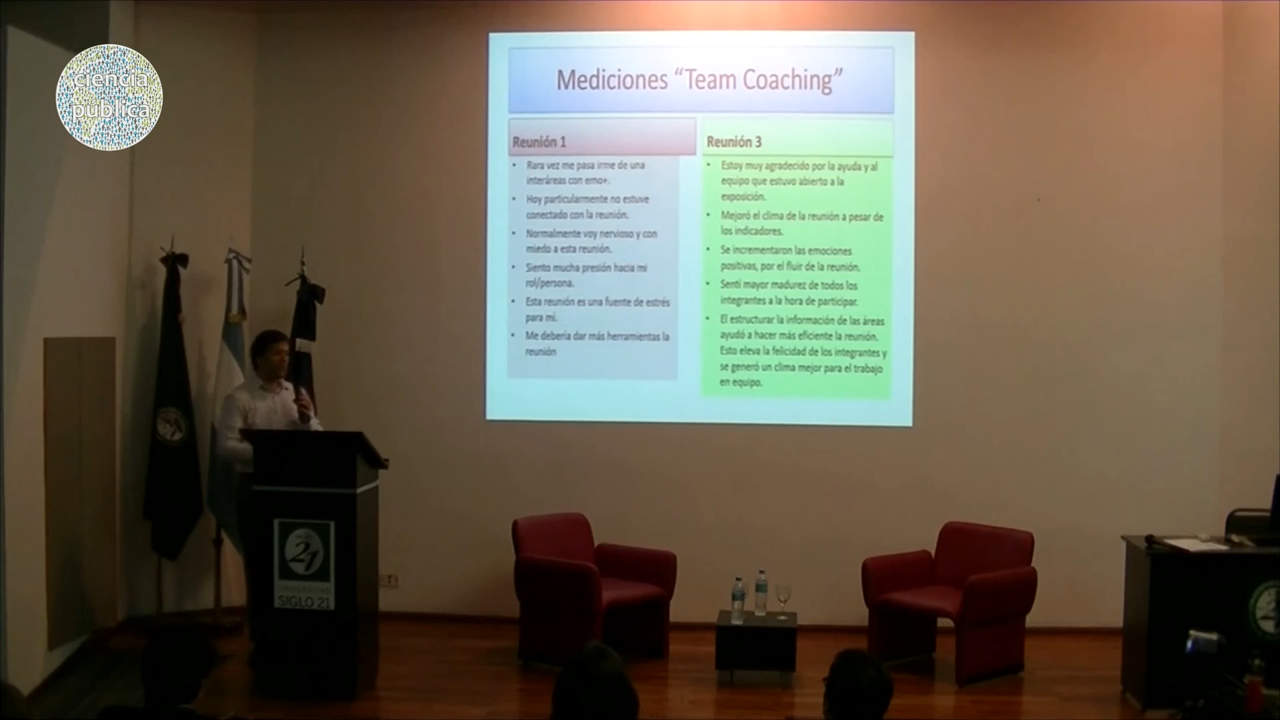 ciencia
pública
Mediciones “Team Coaching”
Reunión 1
• Rara vez me pasa irme de una
interáreas con emo+.
• Hoy particularmente no estuve
conectado con la reunión.
• Normalmente voy nervioso y con
miedo a esta reunión.
• Siento mucha presión hacia mi
rol/persona.
• Esta reunión es una fuente de estrés
para mi.
• Me debería dar más herramientas la
reunión
Reunión 3
• Estoy muy agradecido por la ayuda y al
equipo que estuvo abierto a la
exposición.
• Mejoró el clima de la reunión a pesar de
los indicadores.
• Se incrementaron las emociones
positivas, por el fluir de la reunión.
• Sentí mayor madurez de todos los
integrantes a la hora de participar.
• El estructurar la información de las áreas
ayudó a hacer más eficiente la reunión.
Esto eleva la felicidad de los integrantes y
se generó un clima mejor para el trabajo
en equipo.
21
UNIVERSIDAD
SIGLO 21